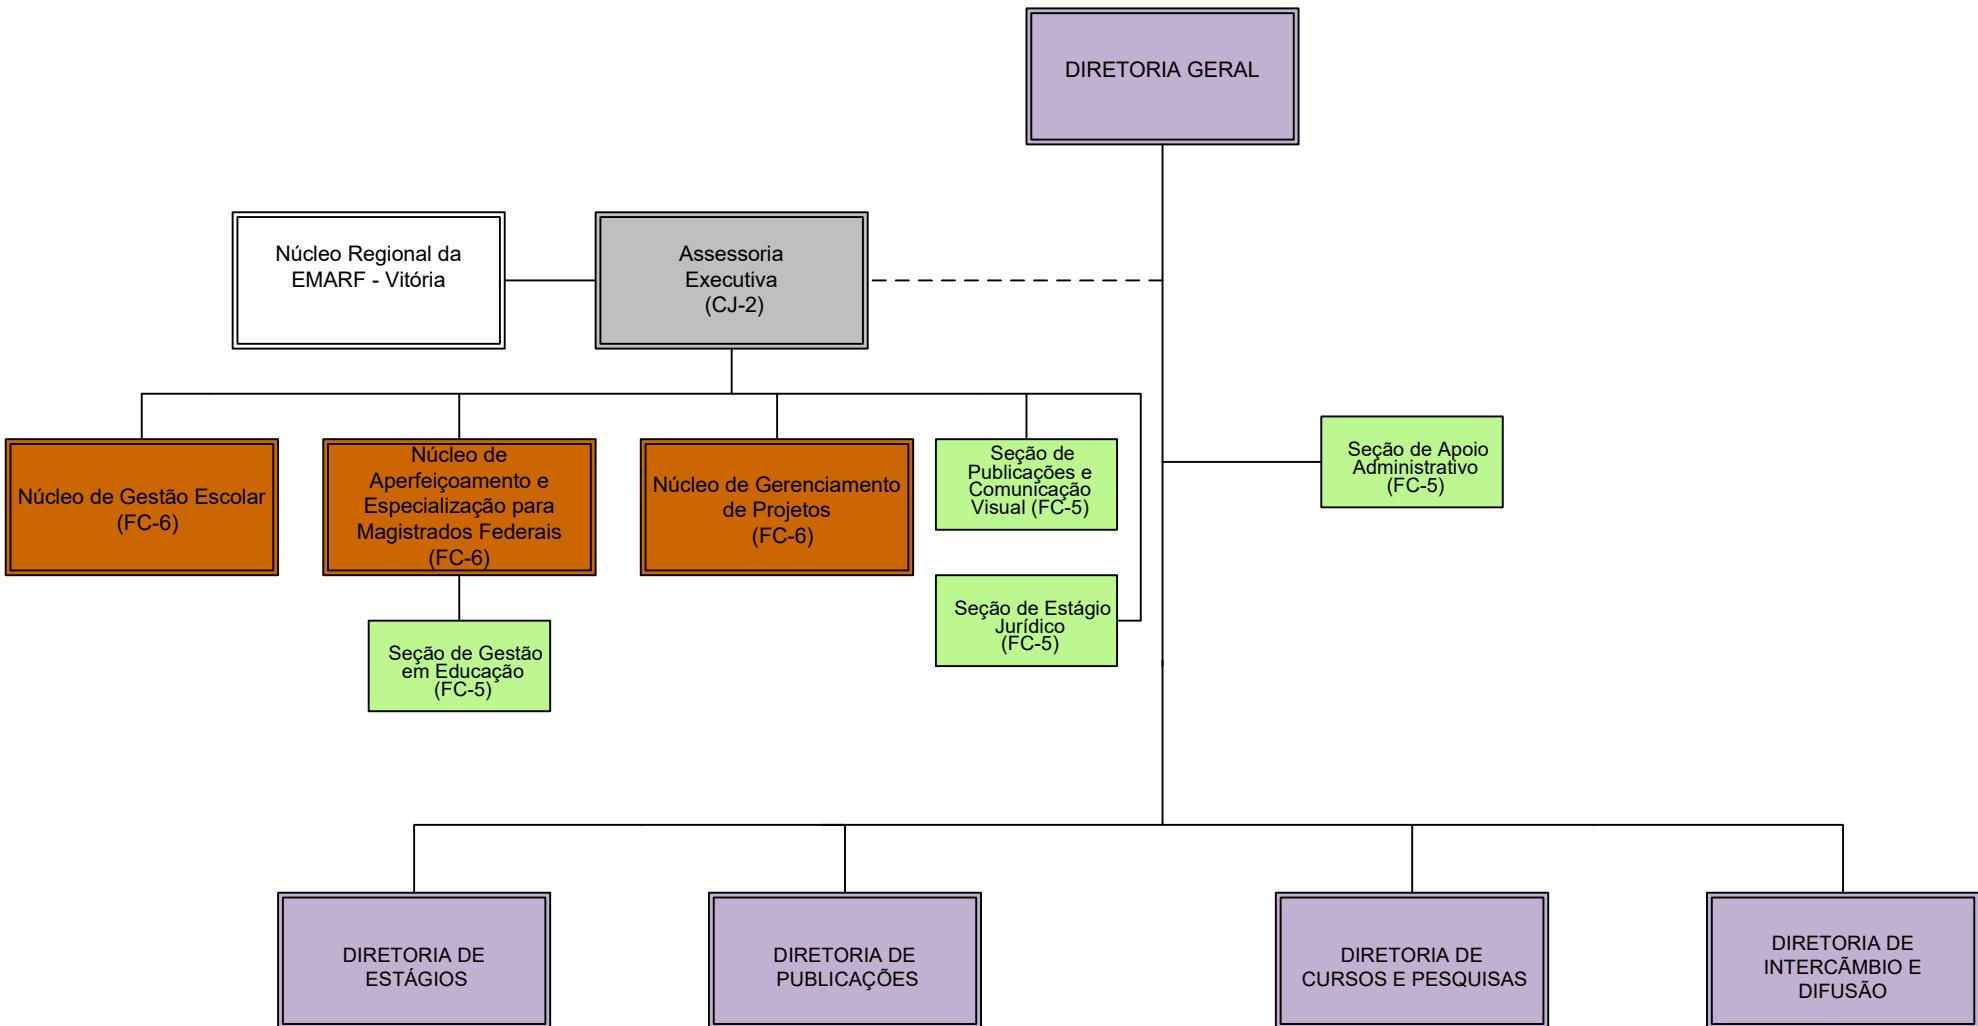 DIRETORIA GERAL
Núcleo Regional da
EMARF - Vitória
Assessoria
Executiva
(CJ-2)
Núcleo de Gestão Escolar
(FC-6)
Núcleo de
Aperfeiçoamento e
Especialização para
Magistrados Federais
(FC-6)
Núcleo de Gerenciamento
de Projetos
(FC-6)
Seção de
Publicações e
Comunicação
Visual (FC-5)
Seção de Apoio
Administrativo
(FC-5)
Seção de Estágio
Jurídico
(FC-5)
Seção de Gestão
em Educação
(FC-5)
DIRETORIA DE
ESTÁGIOS
DIRETORIA DE
PUBLICAÇÕES
DIRETORIA DE
CURSOS E PESQUISAS
DIRETORIA DE
INTERCÃMBIO E
DIFUSÃO